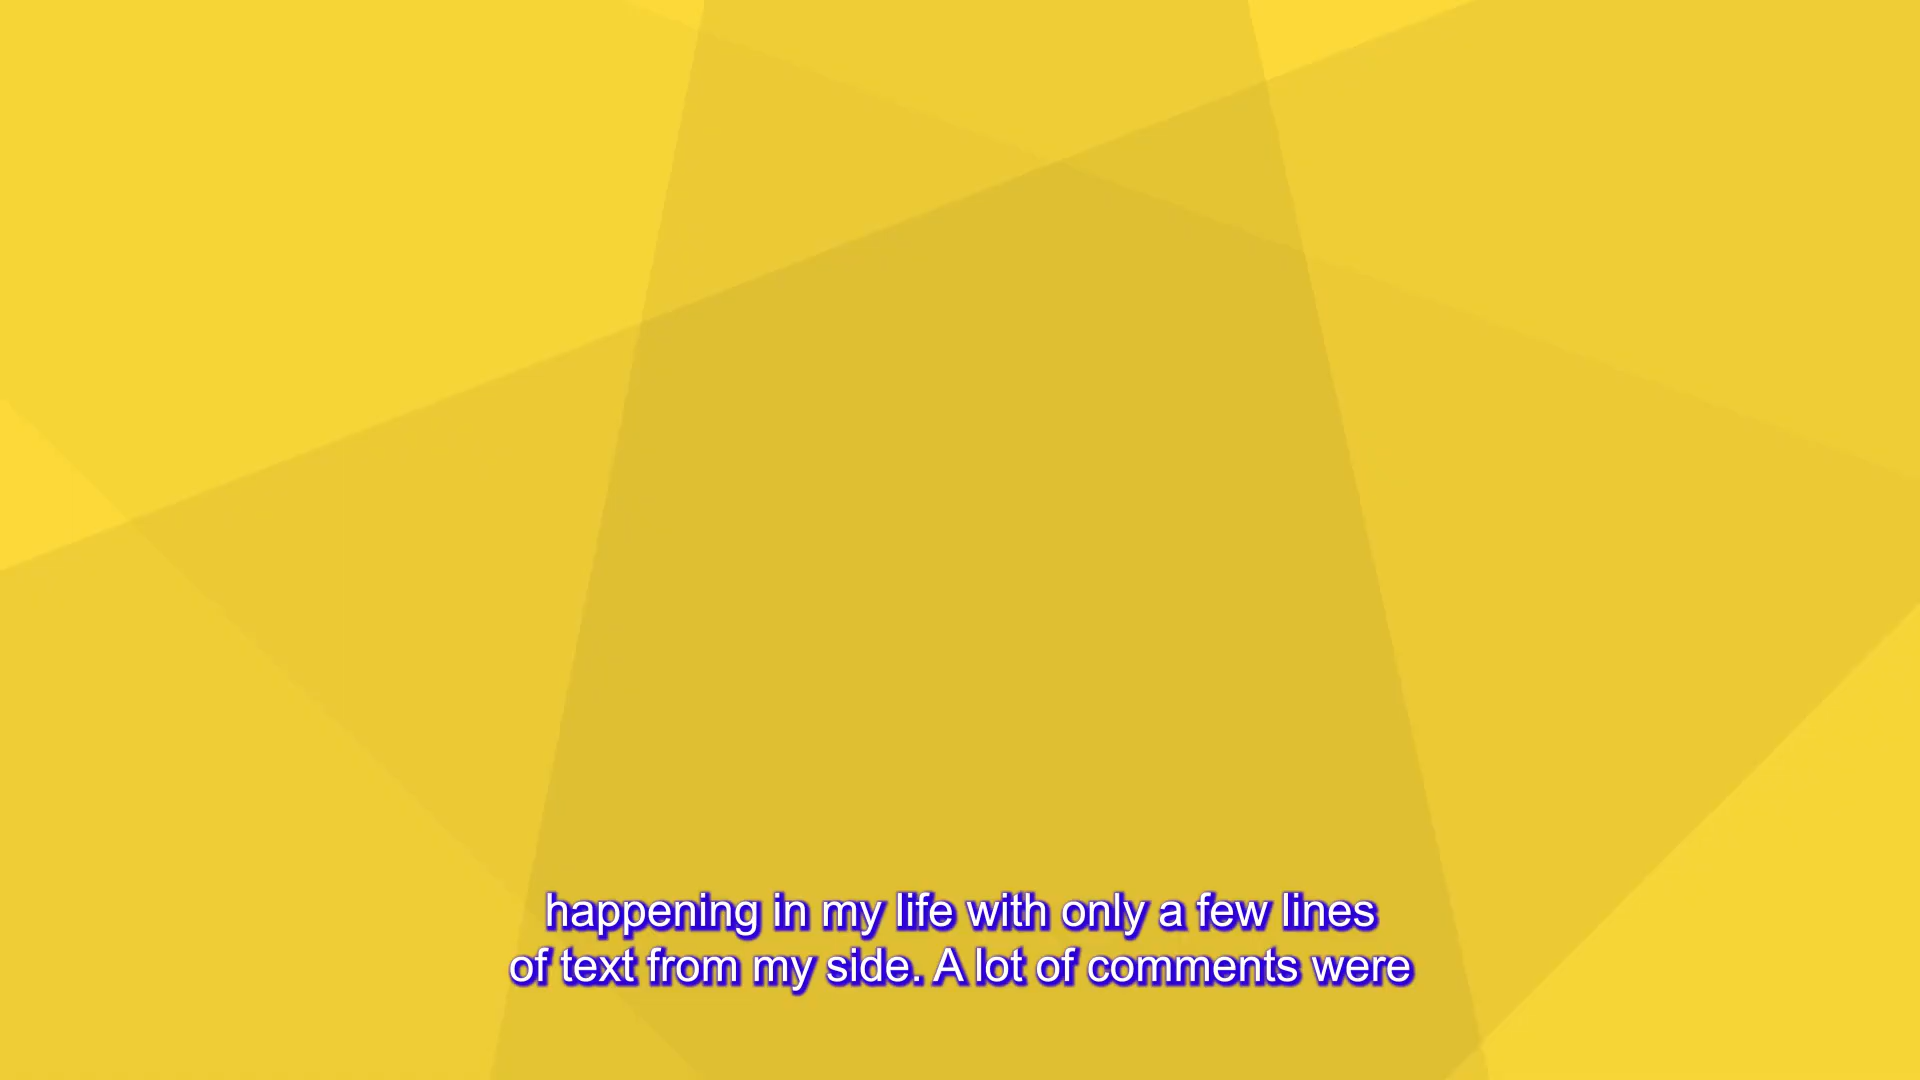 happening in my life with only a few lines
of text from my side. A lot of comments were